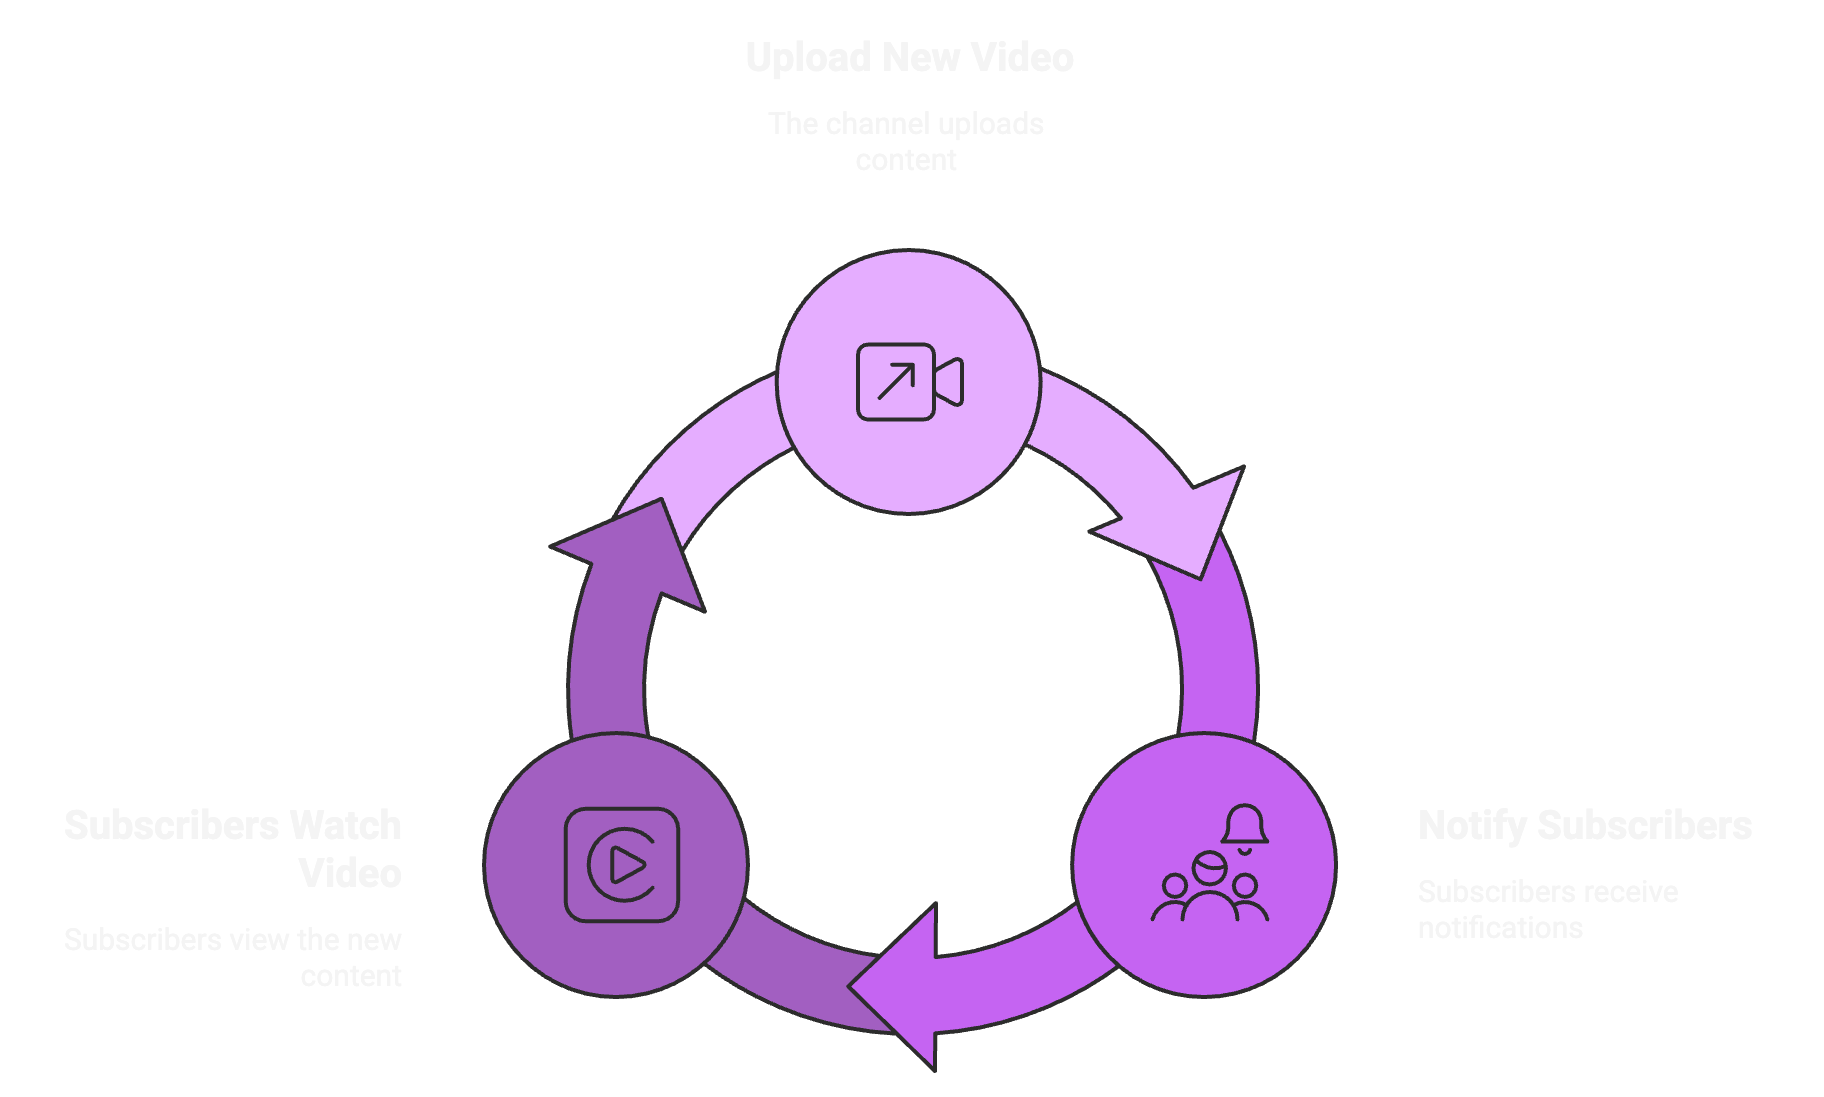 Upload New Video
The channel uploads
content
Subscribers Watch
Video
Subscribers view the new
content
Notify Subscribers
Subscribers receive
notifications